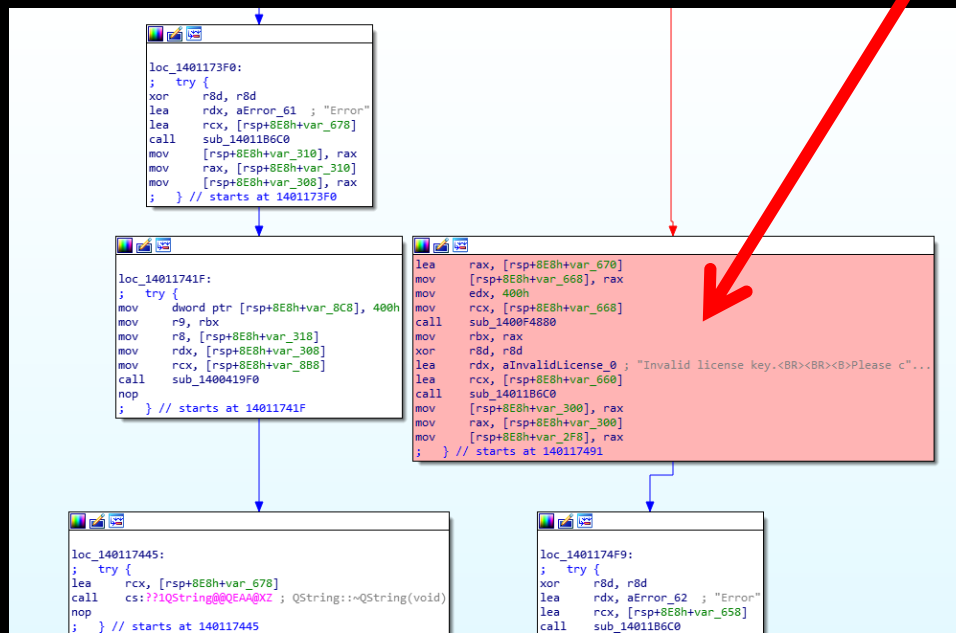 loc_1401173F0:
;   try {
xor     r8d, r8d
lea     rdx, aError_61  ; "Error"
lea     rcx, [rsp+8E8h+var_678]
call    sub_14011B6C0
mov     [rsp+8E8h+var_310], rax
mov     rax, [rsp+8E8h+var_310]
mov     [rsp+8E8h+var_308], rax
;   } // starts at 1401173F0
loc_14011741F:
;   try {
mov     dword ptr [rsp+8E8h+var_8C8], 400h
mov     r9, rbx
mov     r8, [rsp+8E8h+var_318]
mov     rdx, [rsp+8E8h+var_308]
mov     rcx, [rsp+8E8h+var_8B8]
call    sub_1400419F0
nop
;   } // starts at 14011741F
lea     rax, [rsp+8E8h+var_670]
mov     [rsp+8E8h+var_668], rax
mov     edx, 400h
mov     rcx, [rsp+8E8h+var_668]
call    sub_1400F4880
mov     rbx, rax
xor     r8d, r8d
lea     rdx, aInvalidLicense_0 ; "Invalid license key.<BR><BR><B>Please c"...
lea     rcx, [rsp+8E8h+var_660]
call    sub_14011B6C0
mov     [rsp+8E8h+var_300], rax
mov     rax, [rsp+8E8h+var_300]
mov     [rsp+8E8h+var_2F8], rax
;   } // starts at 140117491
loc_140117445:
;   try {
lea     rcx, [rsp+8E8h+var_678]
call    cs:??1QString@@QEAA@XZ ; QString::~QString(void)
nop
;   } // starts at 140117445
loc_1401174F9:
;   try {
xor     r8d, r8d
lea     rdx, aError_62  ; "Error"
lea     rcx, [rsp+8E8h+var_658]
call    sub_14011B6C0